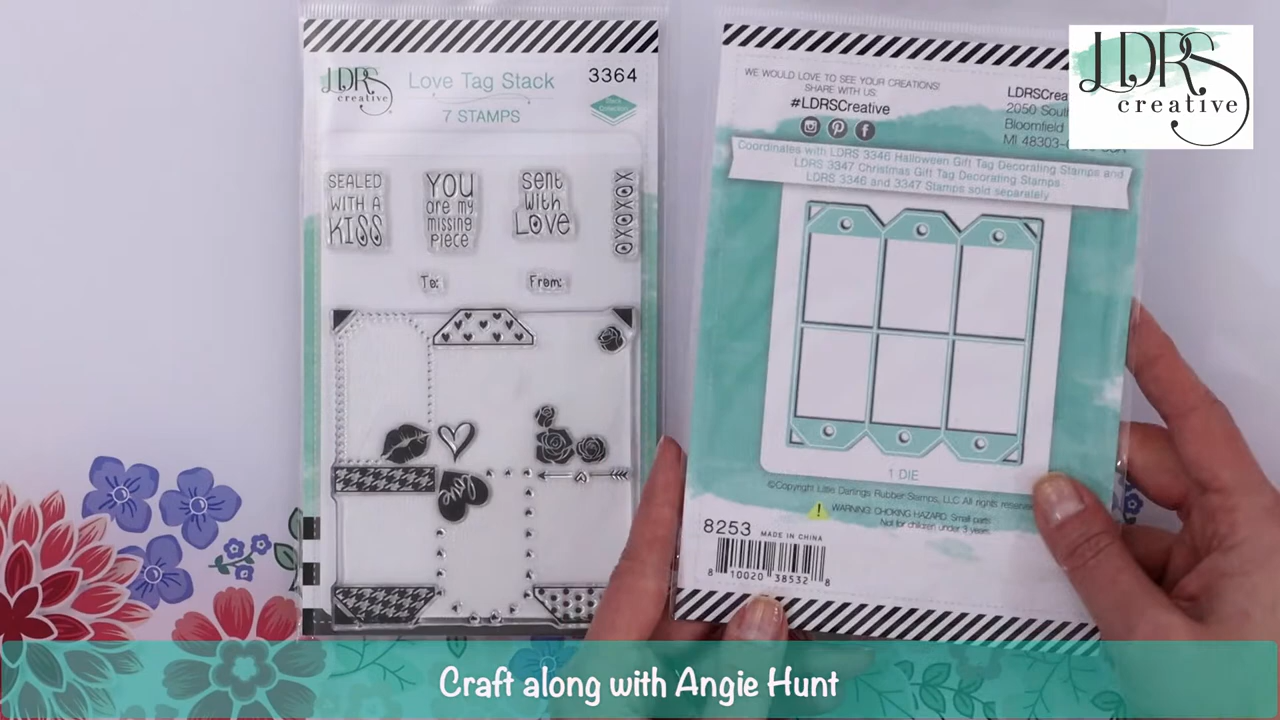 LDRS
creative
Love Tag Stack
3364
7 STAMPS
SEALED
WITH A
KISS
YOU
are my
missing
piece
sent
with
LOVE
XOXOXO
To:
From:
love
WE WOULD LOVE TO SEE YOUR CREATIONS!
SHARE WITH US:
#LDRSCreative
LDRSCrea
2050 Sout
Bloomfield
MI 48303-
Coordinates with LDRS 3346 Halloween Gift Tag Decorating Stamps and
LDRS 3347 Christmas Gift Tag Decorating Stamps
LDRS 3346 and 3347 Stamps sold separately
1 DIE
©Copyright Little Darlings Rubber Stamps, LLC All rights reserve
WARNING: CHOKING HAZARD. Small parts
Not for children under 3 years.
8253 MADE IN CHINA
8 10020 38532 8
LDRS
creative
Craft along with Angie Hunt